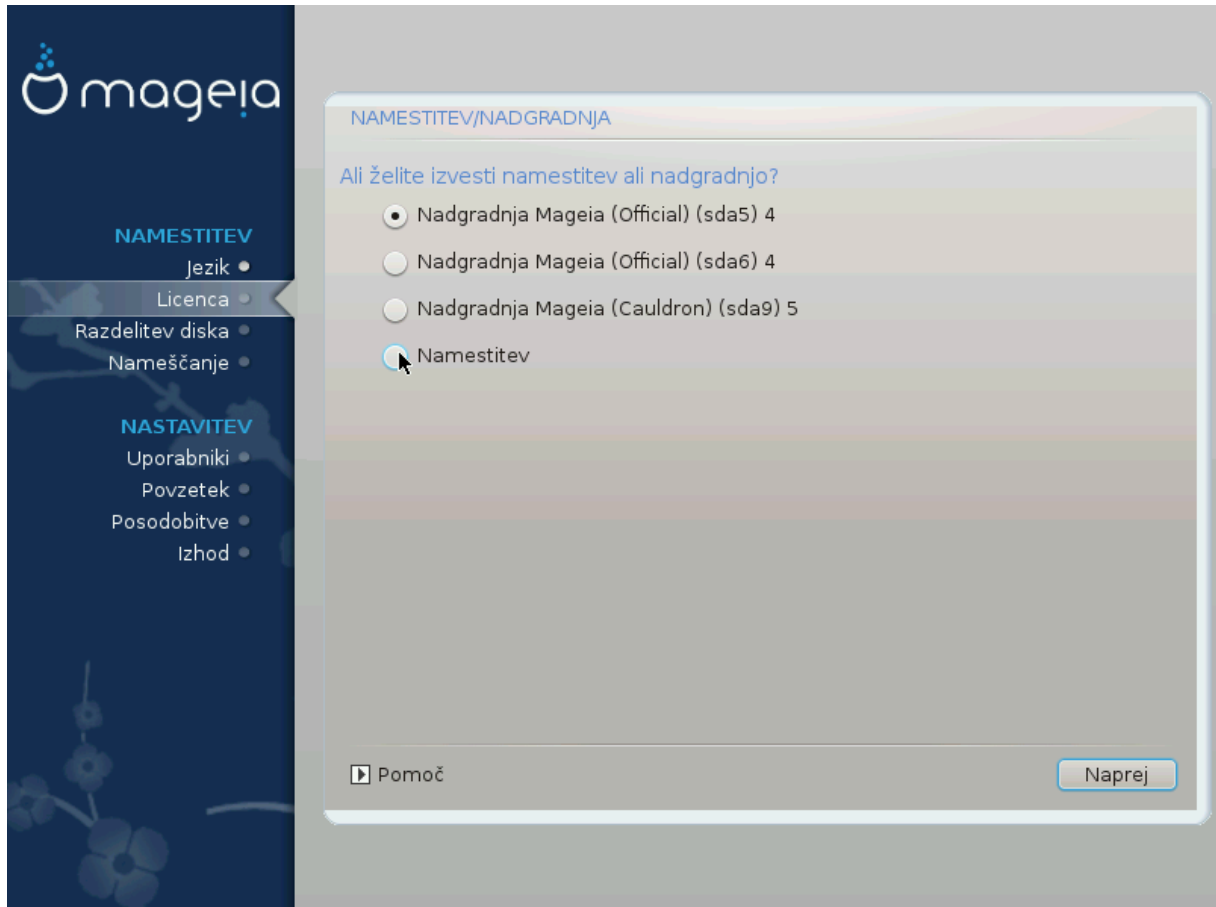 mageia
NAMESTITEV
Jezik
Licenca
Razdelitev diska
Nameščanje
NASTAVITEV
Uporabniki
Povzetek
Posodobitve
Izhod
NAMESTITEV/NADGRADNJA
Ali želite izvesti namestitev ali nadgradnjo?
Nadgradnja Mageia (Official) (sda5) 4
Nadgradnja Mageia (Official) (sda6) 4
Nadgradnja Mageia (Cauldron) (sda9) 5
Namestitev
Pomoč
Naprej